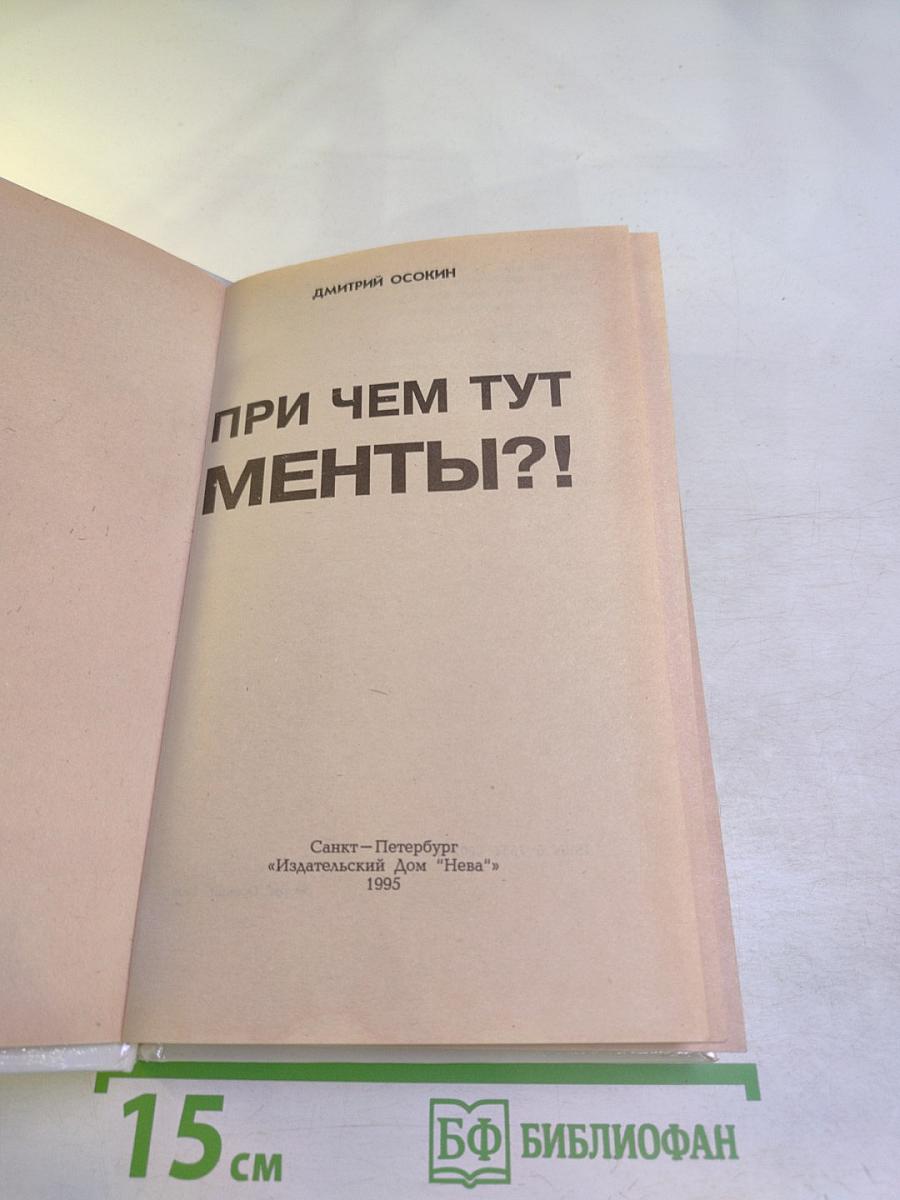 ДМИТРИЙ ОСОКИН
ПРИ ЧЕМ ТУТ
МЕНТЫ?!
Санкт—Петербург
«Издательский Дом "Нева"»
1995
15 см
БФ БИБЛИОФАН